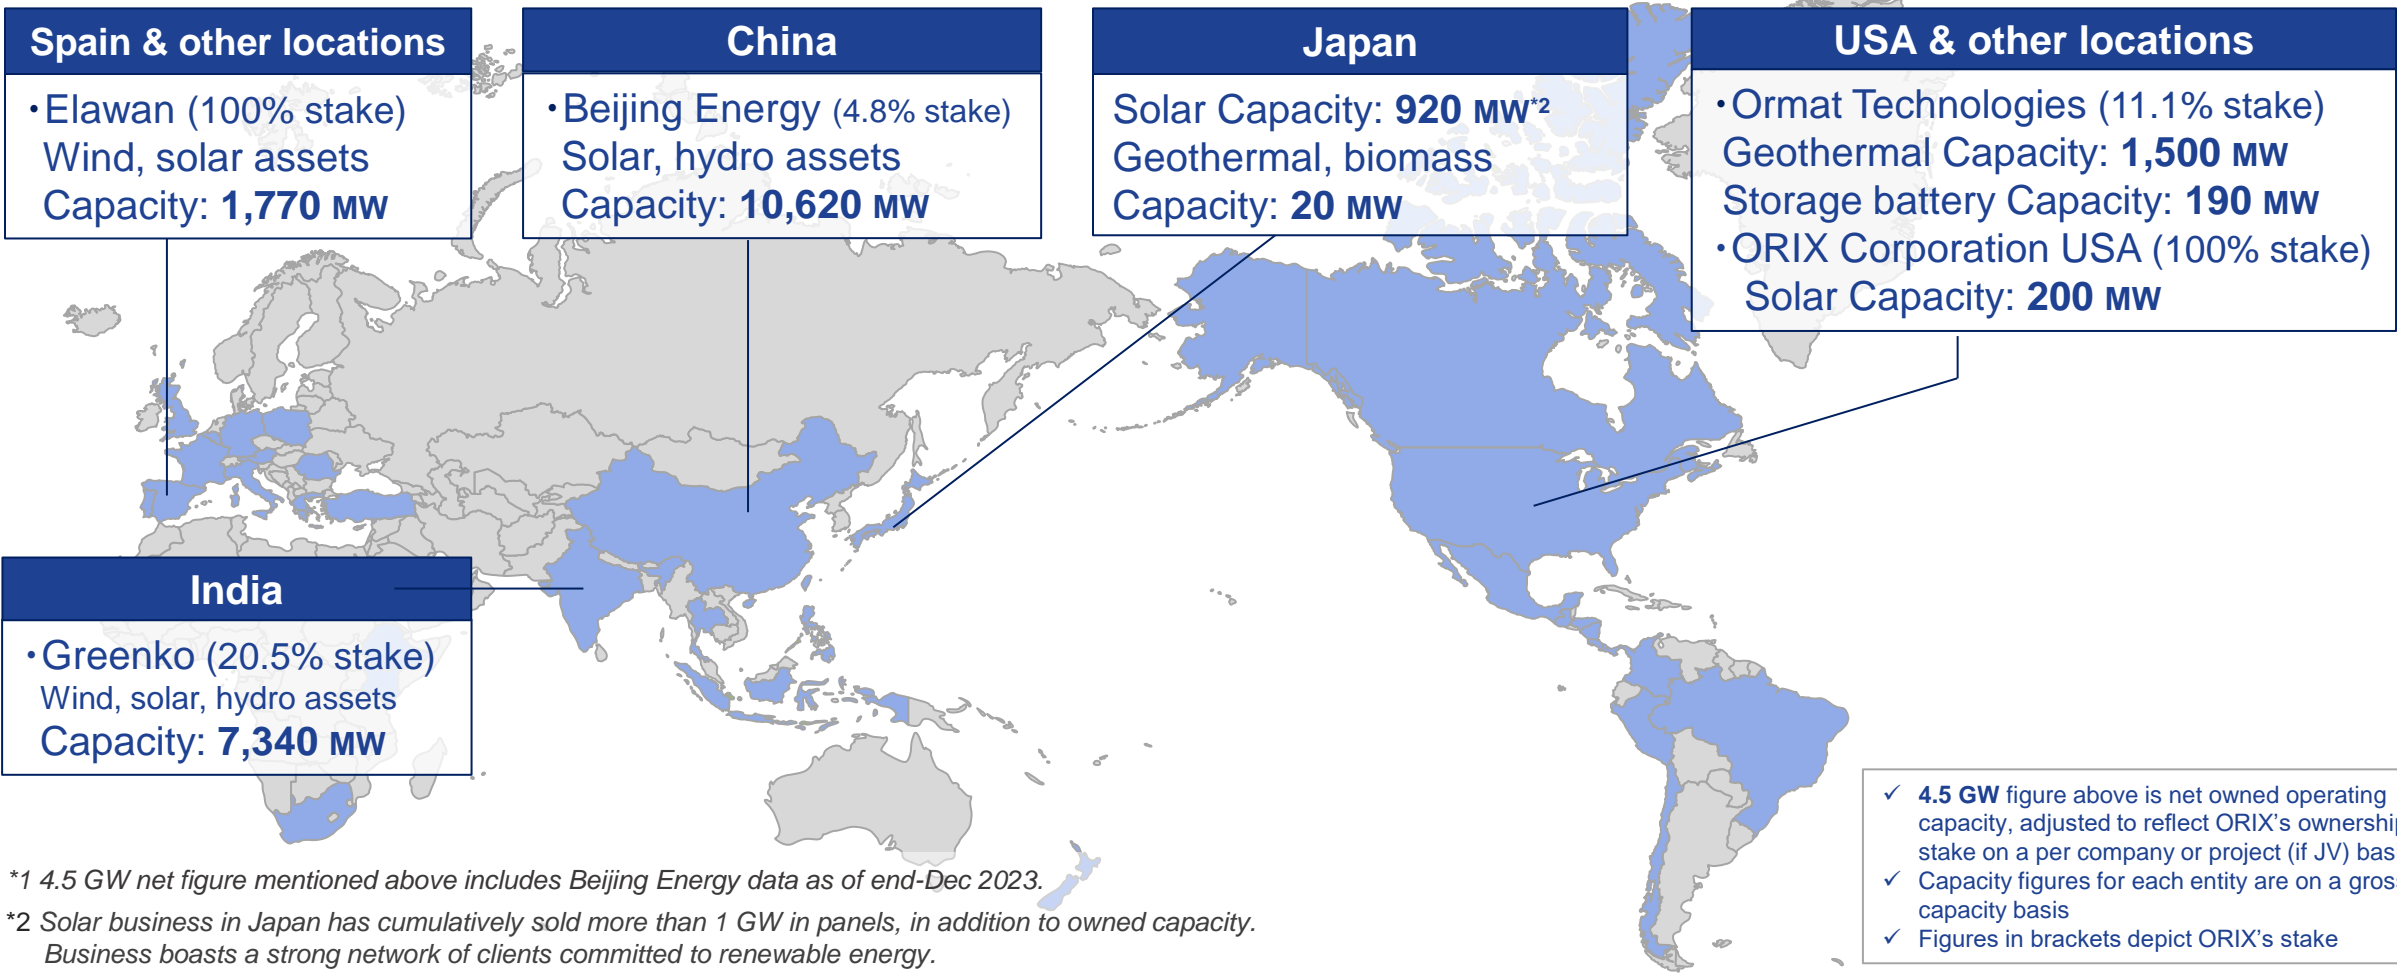 Spain & other locations
・Elawan (100% stake)
Wind, solar assets
Capacity: 1,770 MW
China
・Beijing Energy (4.8% stake)
Solar, hydro assets
Capacity: 10,620 MW
Japan
Solar Capacity: 920 MW*2
Geothermal, biomass
Capacity: 20 MW
USA & other locations
・Ormat Technologies (11.1% stake)
Geothermal Capacity: 1,500 MW
Storage battery Capacity: 190 MW
・ORIX Corporation USA (100% stake)
Solar Capacity: 200 MW
India
・Greenko (20.5% stake)
Wind, solar, hydro assets
Capacity: 7,340 MW
✓ 4.5 GW figure above is net owned operating
capacity, adjusted to reflect ORIX's ownership
stake on a per company or project (if JV) bas
✓ Capacity figures for each entity are on a gross
capacity basis
✓ Figures in brackets depict ORIX's stake
*1 4.5 GW net figure mentioned above includes Beijing Energy data as of end-Dec 2023.
*2 Solar business in Japan has cumulatively sold more than 1 GW in panels, in addition to owned capacity.
Business boasts a strong network of clients committed to renewable energy.